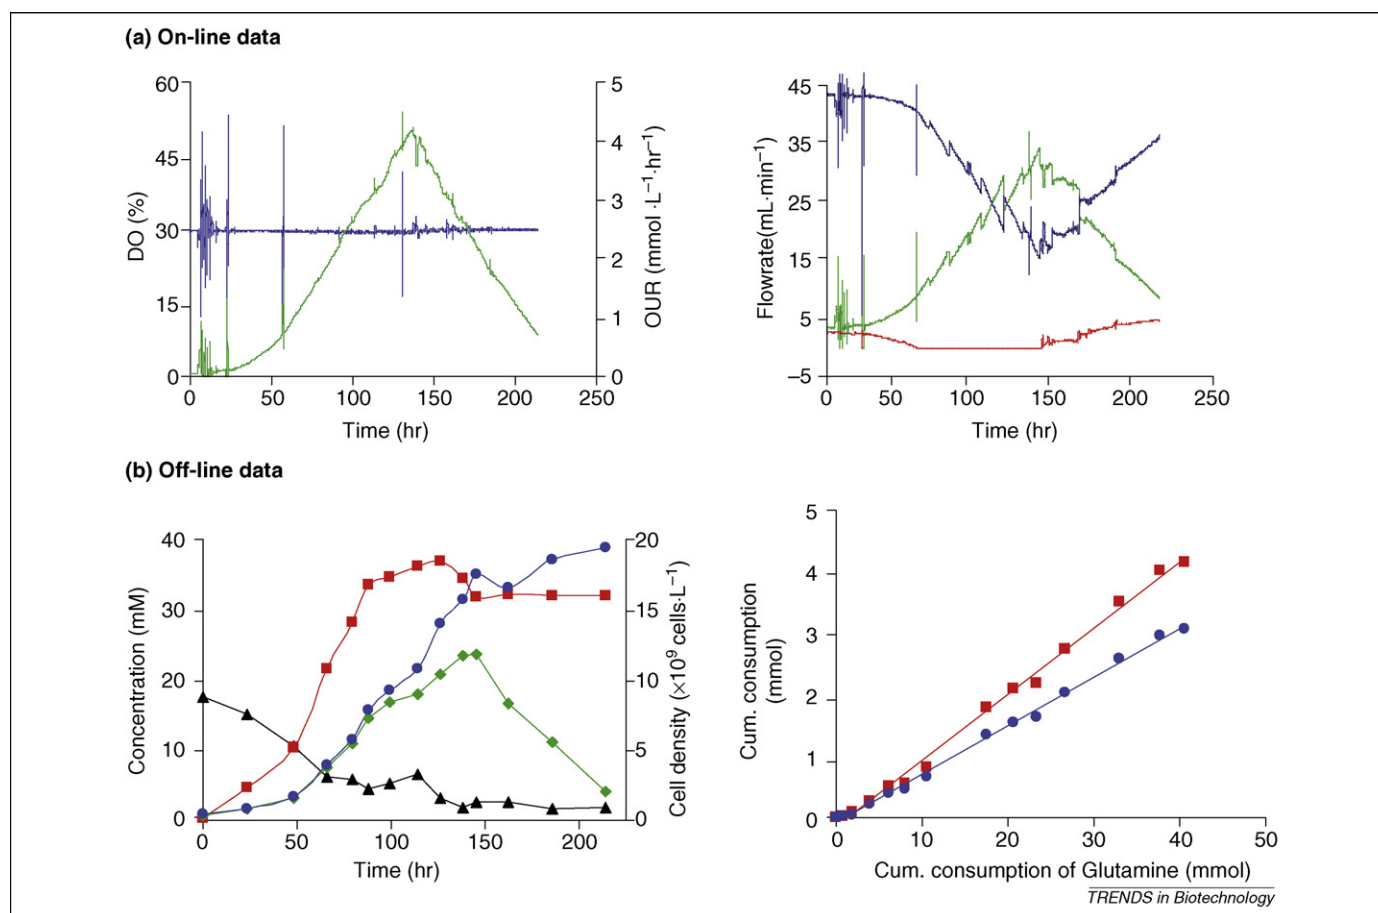 (a) On-line data
60
45
30
15
0
DO (%)
5
4
3
2
1
0
OUR (mmol ·L–1·hr–1)
0 50 100 150 200 250
Time (hr)
45
35
25
15
5
–5
Flowrate(mL·min–1)
0 50 100 150 200 250
Time (hr)
(b) Off-line data
40
30
20
10
0
Concentration (mM)
20
15
10
5
0
Cell density (×10⁹ cells·L–1)
0 50 100 150 200
Time (hr)
5
4
3
2
1
0
Cum. consumption
(mmol)
0 10 20 30 40 50
Cum. consumption of Glutamine (mmol)
TRENDS in Biotechnology